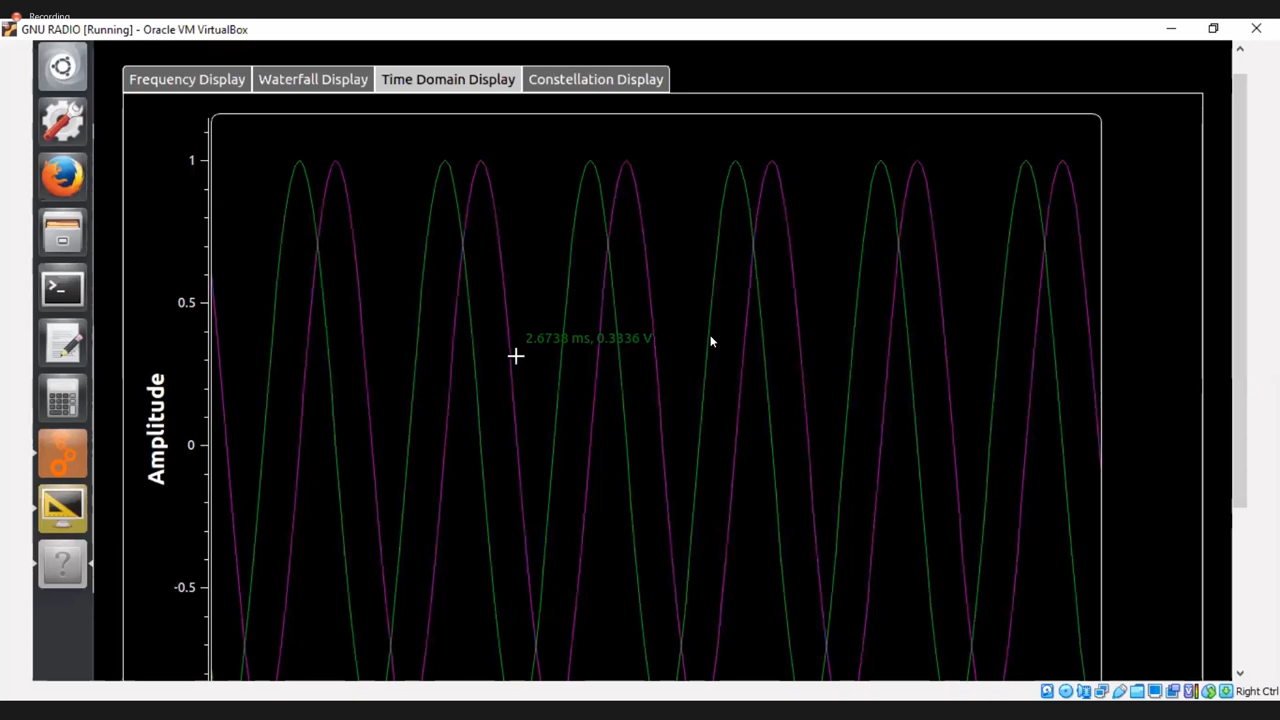 Recording
GNU RADIO [Running] - Oracle VM VirtualBox
Frequency Display Waterfall Display Time Domain Display Constellation Display
1
0.5
2.6738 ms, 0.3336 V
Amplitude
0
-0.5
Right Ctrl